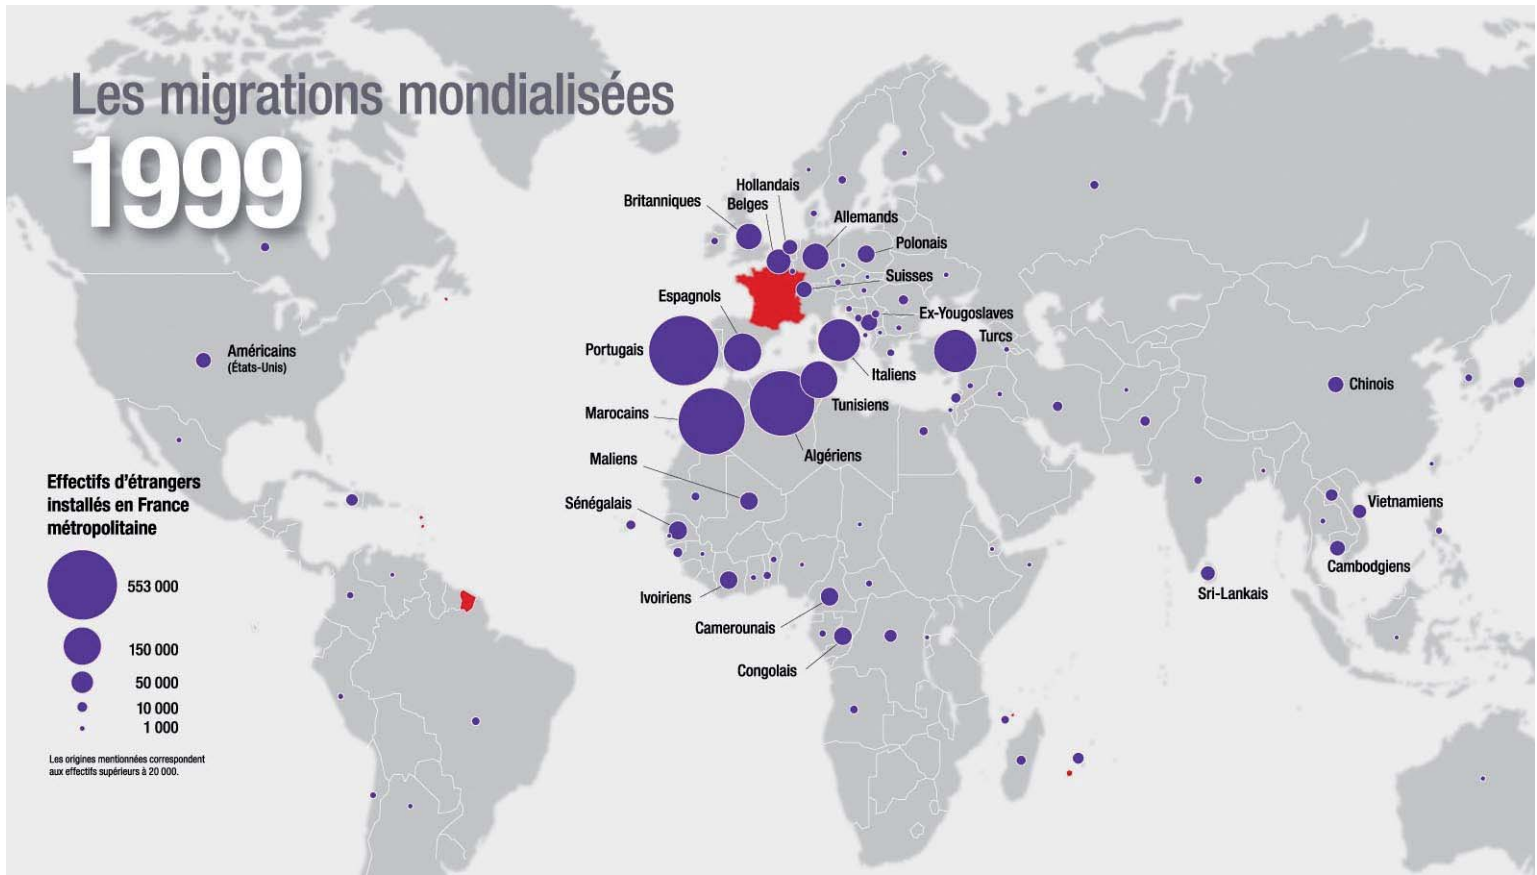 Les migrations mondialisées
1999
Hollandais
Britanniques
Belges
Allemands
Polonais
Suisses
Espagnols
Ex-Yougoslaves
Turcs
Portugais
Américains
(États-Unis)
Italiens
Chinois
Tunisiens
Marocains
Algériens
Maliens
Sénégalais
Vietnamiens
Cambodgiens
Sri-Lankais
Ivoiriens
Camerounais
Congolais
Effectifs d'étrangers
installés en France
métropolitaine
553 000
150 000
50 000
10 000
1 000
Les origines mentionnées correspondent
aux effectifs supérieurs à 20 000.